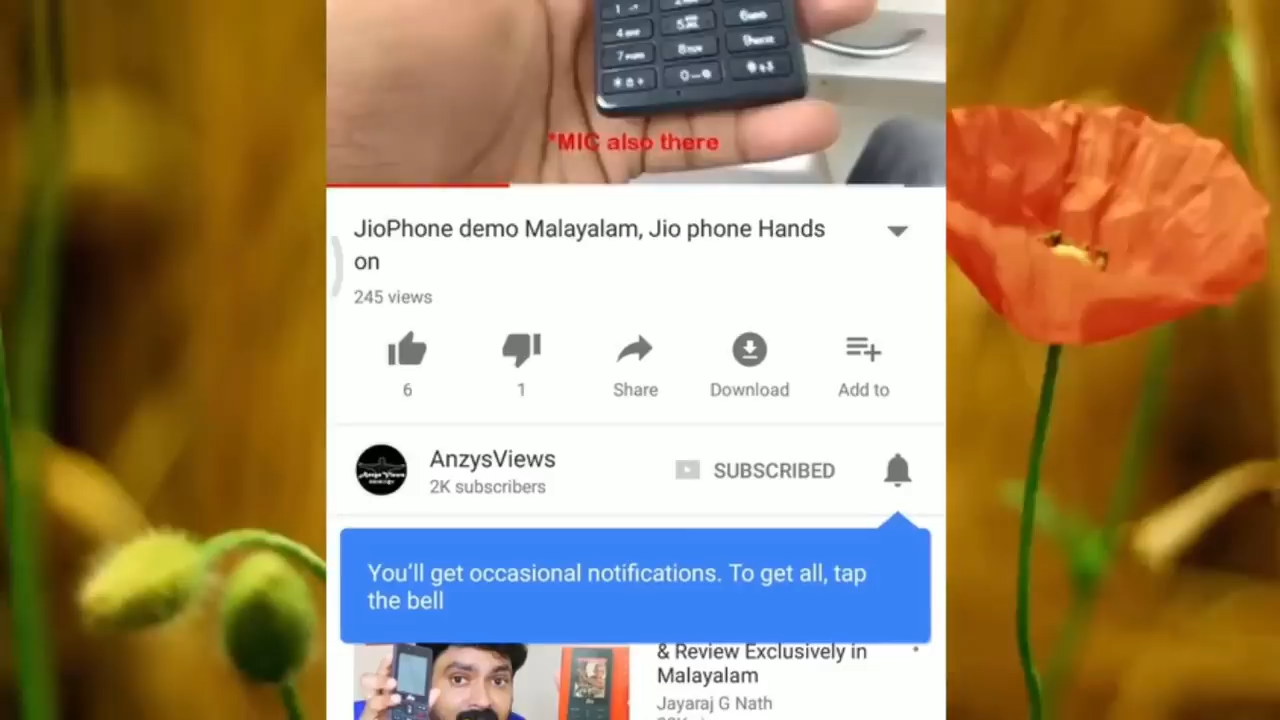 *MIC also there
JioPhone demo Malayalam, Jio phone Hands
on
245 views
6
1
Share
Download
Add to
AnzysViews
2K subscribers
SUBSCRIBED
You'll get occasional notifications. To get all, tap
the bell
& Review Exclusively in
Malayalam
Jayaraj G Nath